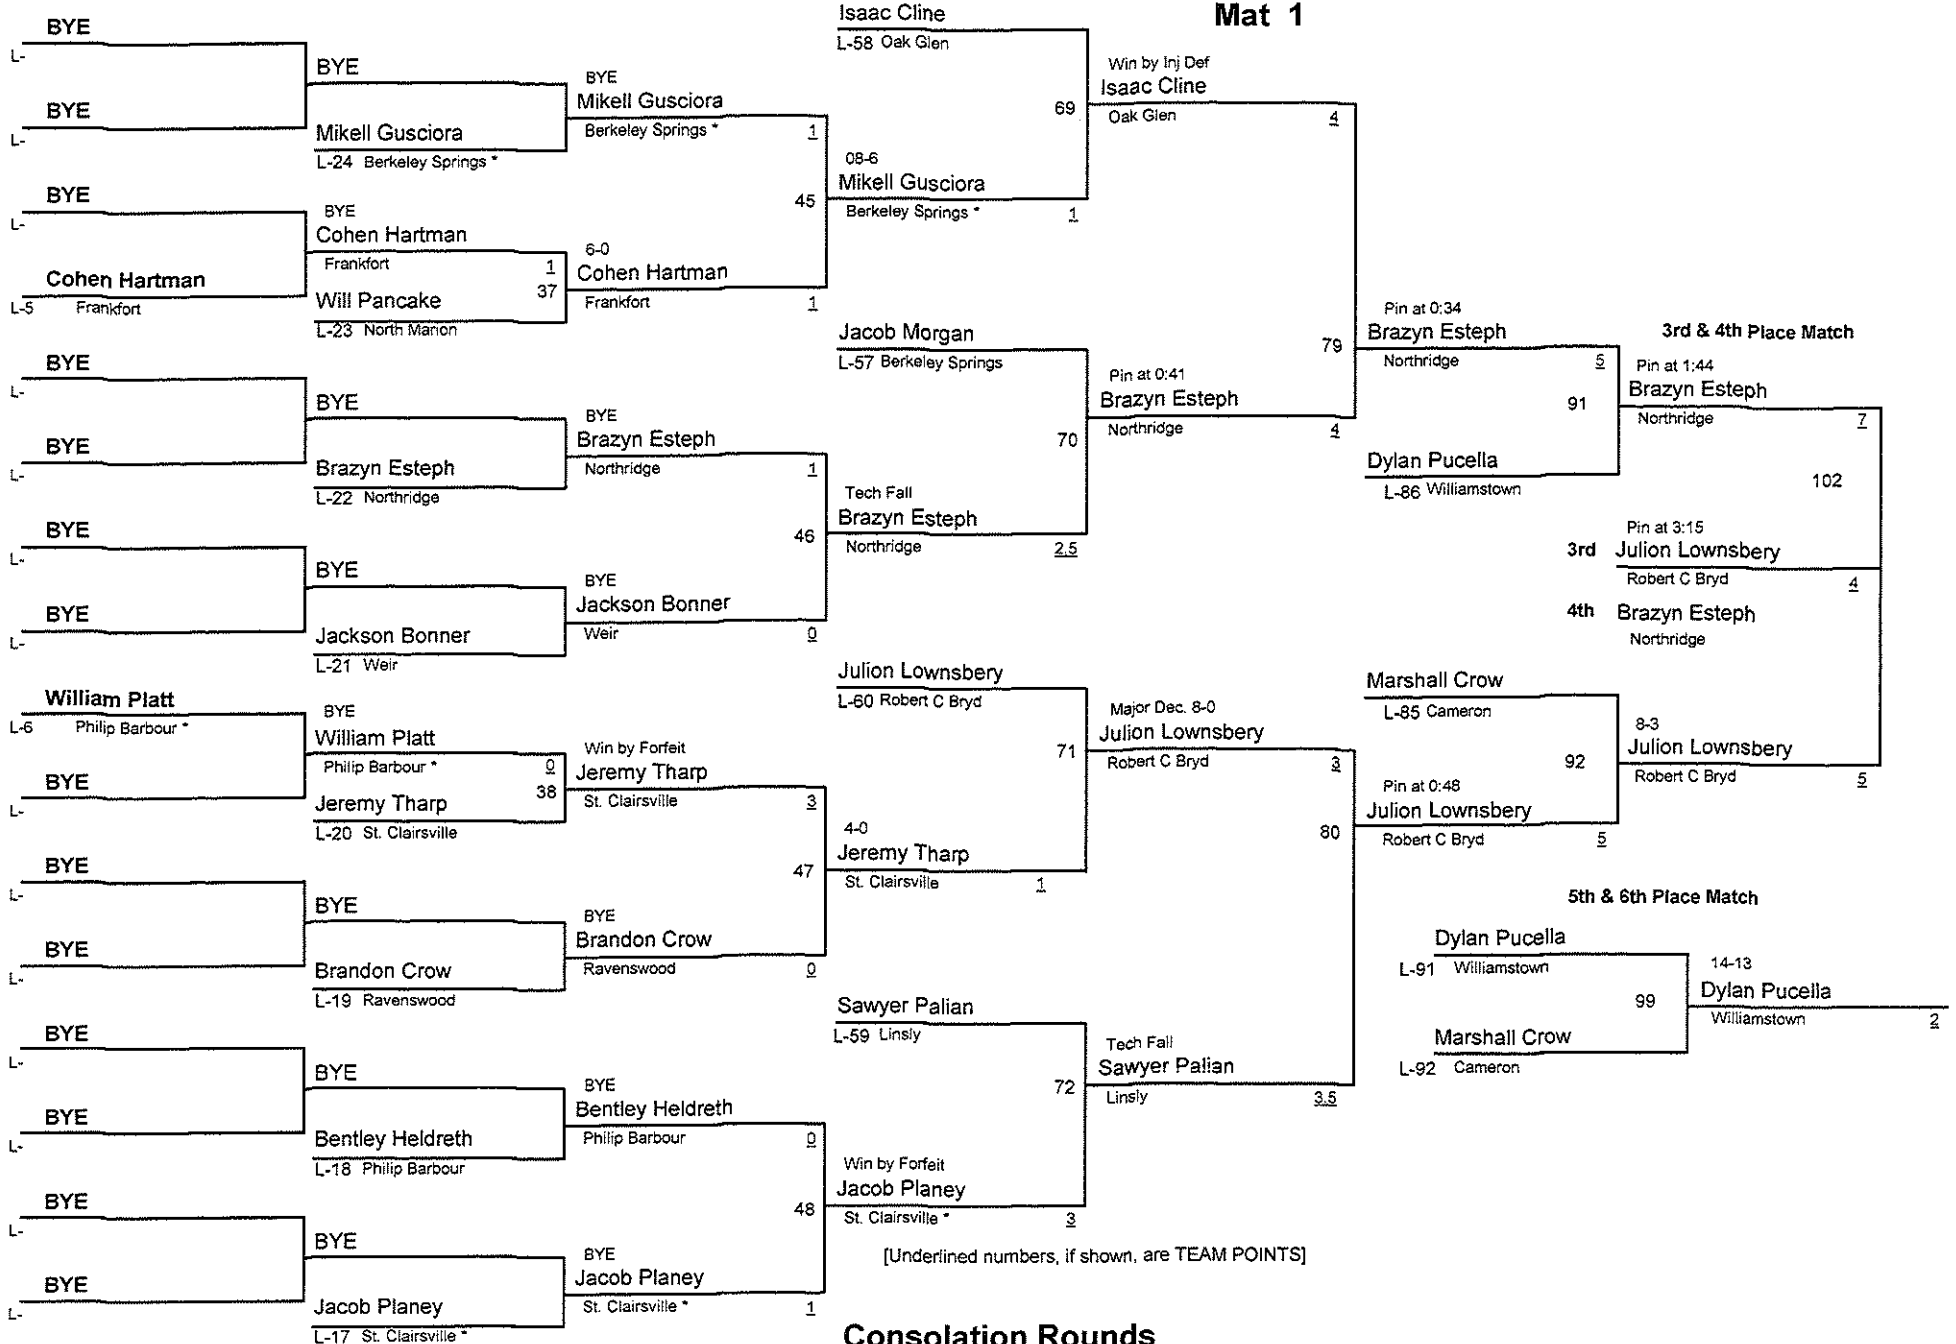 Mat 1
BYE
L-
BYE
L-
BYE
L-
Cohen Hartman
L-5 Frankfort
BYE
L-
BYE
L-
BYE
L-
BYE
L-
William Platt
L-6 Philip Barbour *
BYE
L-
BYE
L-
BYE
L-
BYE
L-
BYE
L-
BYE
L-
BYE
L-
BYE
Mikell Gusciora
L-24 Berkeley Springs *
BYE
Cohen Hartman
Frankfort
1
37
Will Pancake
L-23 North Marion
BYE
Brazyn Esteph
L-22 Northridge
BYE
Jackson Bonner
L-21 Weir
BYE
William Platt
Philip Barbour *
0
38
Jeremy Tharp
L-20 St. Clairsville
BYE
Brandon Crow
L-19 Ravenswood
BYE
Bentley Heldreth
L-18 Philip Barbour
BYE
Jacob Planey
L-17 St. Clairsville *
BYE
Mikell Gusciora
Berkeley Springs *
1
45
6-0
Cohen Hartman
Frankfort
1
BYE
Brazyn Esteph
Northridge
1
46
BYE
Jackson Bonner
Weir
0
Win by Forfeit
Jeremy Tharp
St. Clairsville
3
47
BYE
Brandon Crow
Ravenswood
0
BYE
Bentley Heldreth
Philip Barbour
0
48
BYE
Jacob Planey
St. Clairsville *
1
Isaac Cline
L-58 Oak Glen
69
08-6
Mikell Gusciora
Berkeley Springs *
1
Jacob Morgan
L-57 Berkeley Springs
70
Tech Fall
Brazyn Esteph
Northridge
2.5
Julion Lownsbery
L-60 Robert C Bryd
71
4-0
Jeremy Tharp
St. Clairsville
1
Sawyer Palian
L-59 Linsly
72
Win by Forfeit
Jacob Planey
St. Clairsville *
3
Win by Inj Def
Isaac Cline
Oak Glen
4
79
Pin at 0:41
Brazyn Esteph
Northridge
4
Major Dec. 8-0
Julion Lownsbery
Robert C Bryd
3
80
Tech Fall
Sawyer Palian
Linsly
3.5
Pin at 0:34
Brazyn Esteph
Northridge
5
91
Dylan Pucella
L-86 Williamstown
Marshall Crow
L-85 Cameron
92
Pin at 0:48
Julion Lownsbery
Robert C Bryd
5
3rd & 4th Place Match
Pin at 1:44
Brazyn Esteph
Northridge
7
102
Pin at 3:15
3rd Julion Lownsbery
Robert C Bryd
4
4th Brazyn Esteph
Northridge
8-3
Julion Lownsbery
Robert C Bryd
5
5th & 6th Place Match
Dylan Pucella
L-91 Williamstown
99
Marshall Crow
L-92 Cameron
14-13
Dylan Pucella
Williamstown
2
[Underlined numbers, if shown, are TEAM POINTS]
Consolation Rounds